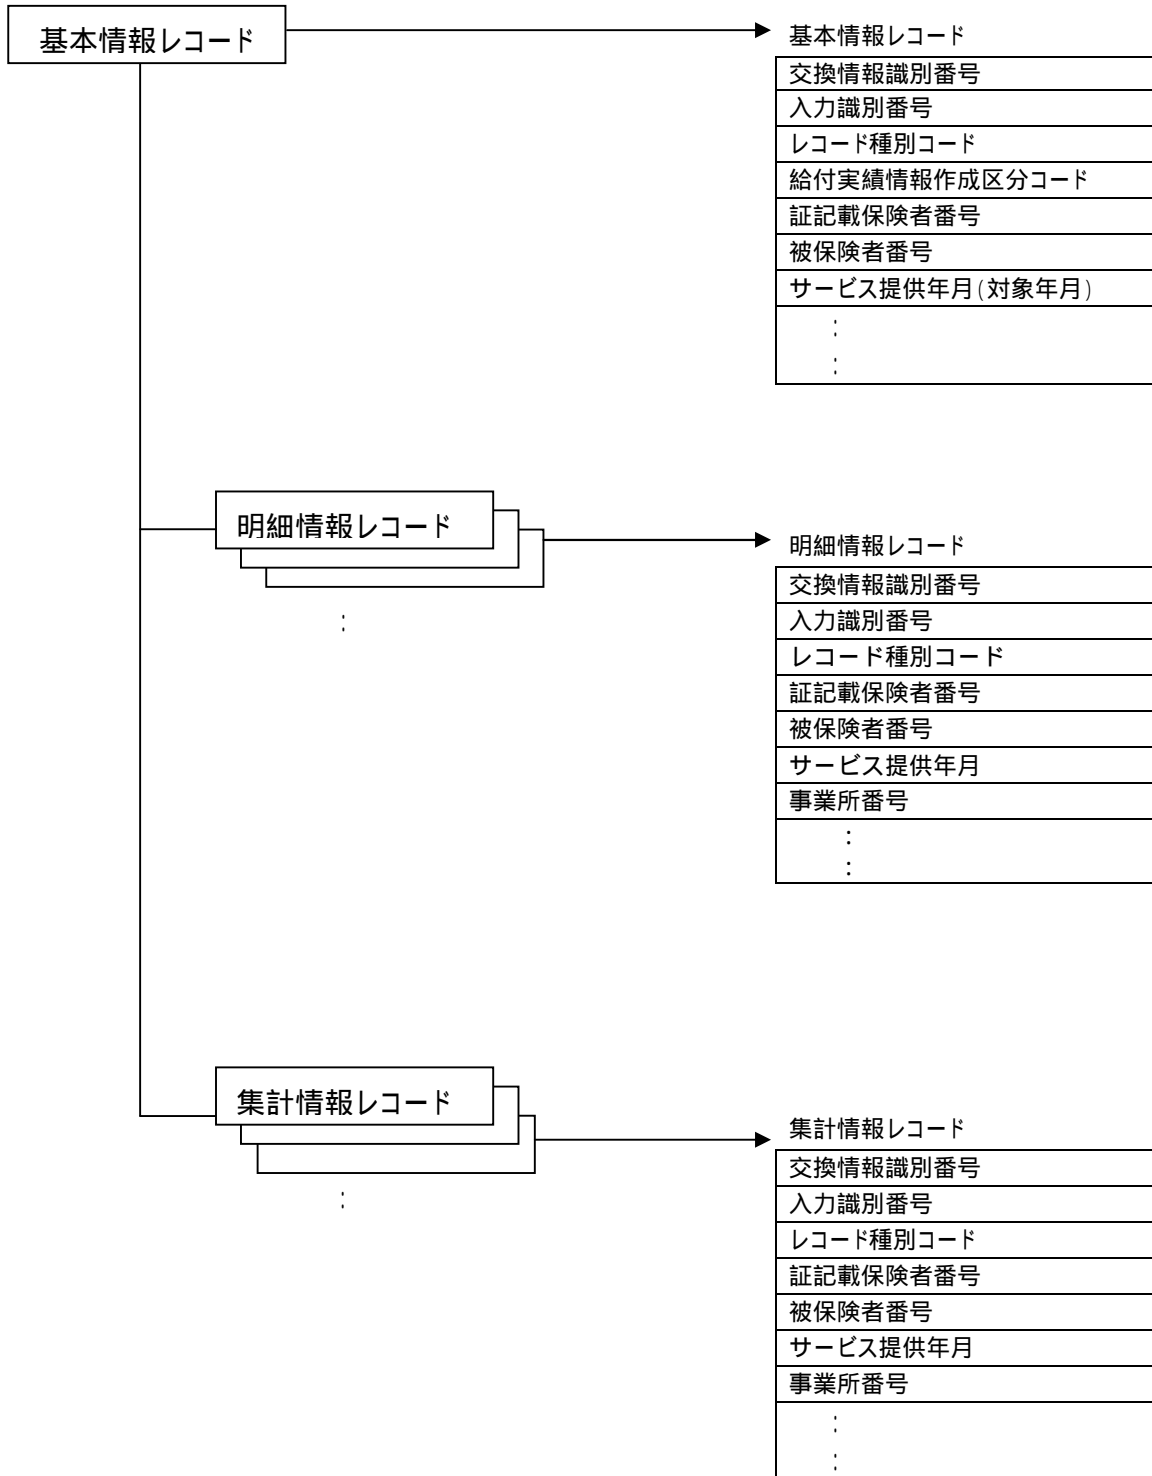 基本情報レコード
基本情報レコード
交換情報識別番号
入力識別番号
レコード種別コード
給付実績情報作成区分コード
証記載保険者番号
被保険者番号
サービス提供年月(対象年月)
:
:
明細情報レコード
:
明細情報レコード
交換情報識別番号
入力識別番号
レコード種別コード
証記載保険者番号
被保険者番号
サービス提供年月
事業所番号
:
:
集計情報レコード
:
集計情報レコード
交換情報識別番号
入力識別番号
レコード種別コード
証記載保険者番号
被保険者番号
サービス提供年月
事業所番号
:
: